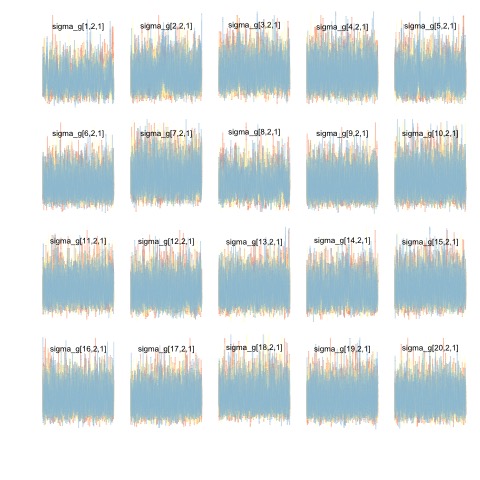 sigma_g[1,2,1]
sigma_g[2,2,1]
sigma_g[3,2,1]
sigma_g[4,2,1]
sigma_g[5,2,1]
sigma_g[6,2,1]
sigma_g[7,2,1]
sigma_g[8,2,1]
sigma_g[9,2,1]
sigma_g[10,2,1]
sigma_g[11,2,1]
sigma_g[12,2,1]
sigma_g[13,2,1]
sigma_g[14,2,1]
sigma_g[15,2,1]
sigma_g[16,2,1]
sigma_g[17,2,1]
sigma_g[18,2,1]
sigma_g[19,2,1]
sigma_g[20,2,1]